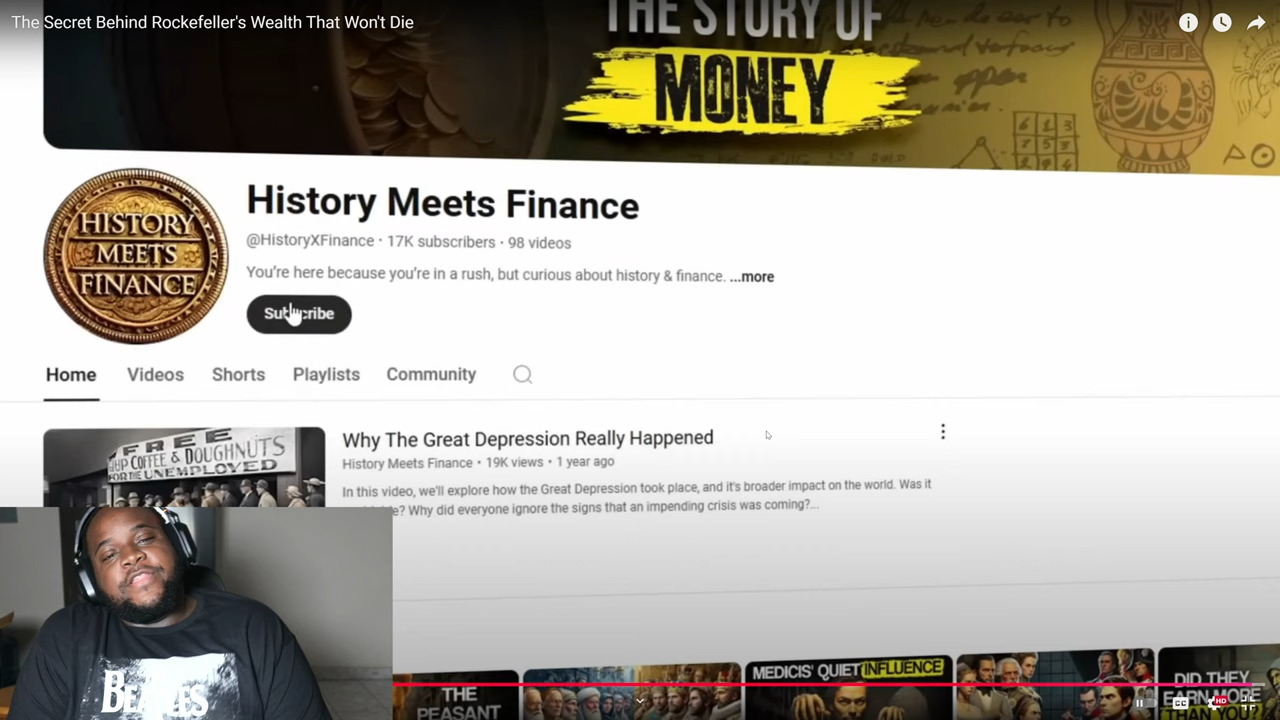 The Secret Behind Rockefeller's Wealth That Won't Die
THE STORY OF
MONEY
HISTORY
MEETS
FINANCE
History Meets Finance
@HistoryXFinance · 17K subscribers · 98 videos
You're here because you're in a rush, but curious about history & finance. ...more
Subscribe
Home Videos Shorts Playlists Community
FREE
COFFEE & DOUGHNUTS
FOR THE UNEMPLOYED
Why The Great Depression Really Happened
History Meets Finance • 19K views • 1 year ago
In this video, we'll explore how the Great Depression took place, and it's broader impact on the world. Was it
Why did everyone ignore the signs that an impending crisis was coming?...
BEATLES
THE
PEASANT
MEDICIS' QUIET INFLUENCE
DID THEY
EARN MORE
CC
HD